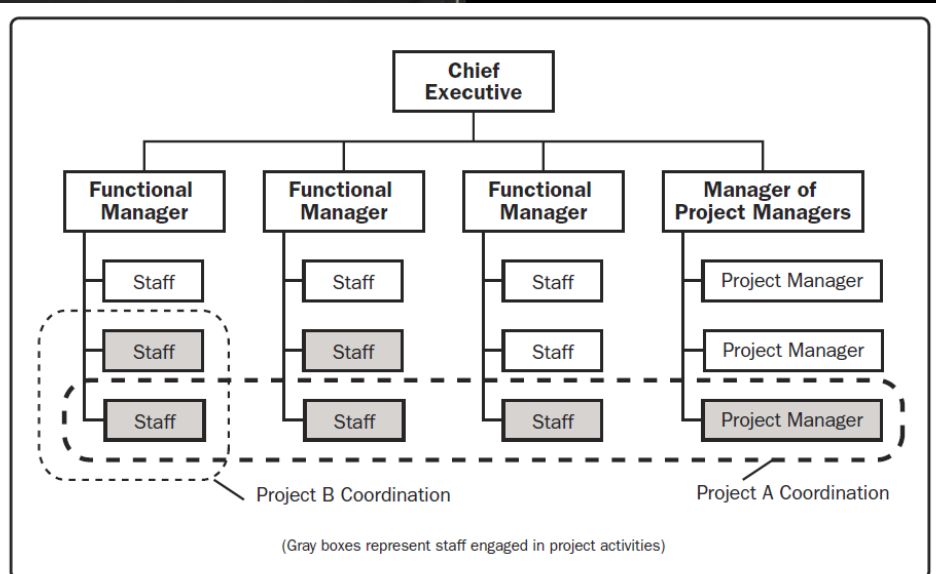 Chief
Executive
Functional
Manager
Functional
Manager
Functional
Manager
Manager of
Project Managers
Staff
Staff
Staff
Project Manager
Staff
Staff
Staff
Project Manager
Staff
Staff
Staff
Project Manager
Project B Coordination
Project A Coordination
(Gray boxes represent staff engaged in project activities)